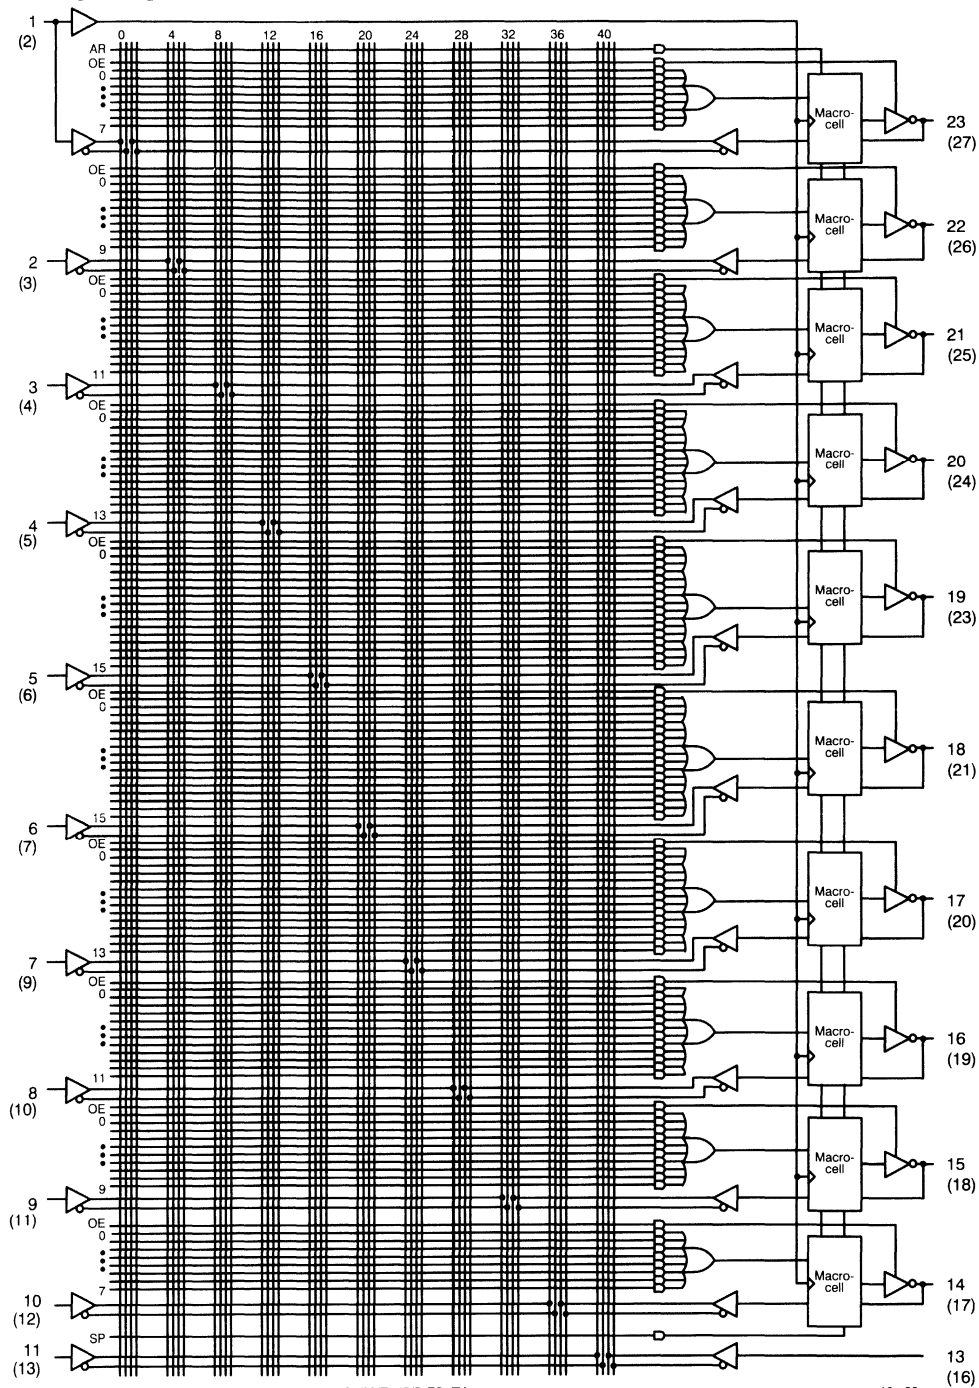 1
(2)
0 4 8 12 16 20 24 28 32 36 40
AR
OE
0
7
Macro-
cell
23
(27)
OE
0
9
Macro-
cell
22
(26)
2
(3)
OE
0
11
Macro-
cell
21
(25)
3
(4)
OE
0
13
Macro-
cell
20
(24)
4
(5)
OE
0
15
Macro-
cell
19
(23)
5
(6)
OE
0
15
Macro-
cell
18
(21)
6
(7)
OE
0
13
Macro-
cell
17
(20)
7
(9)
OE
0
11
Macro-
cell
16
(19)
8
(10)
OE
0
9
Macro-
cell
15
(18)
9
(11)
OE
0
7
Macro-
cell
14
(17)
10
(12)
SP
11
(13)
13
(16)